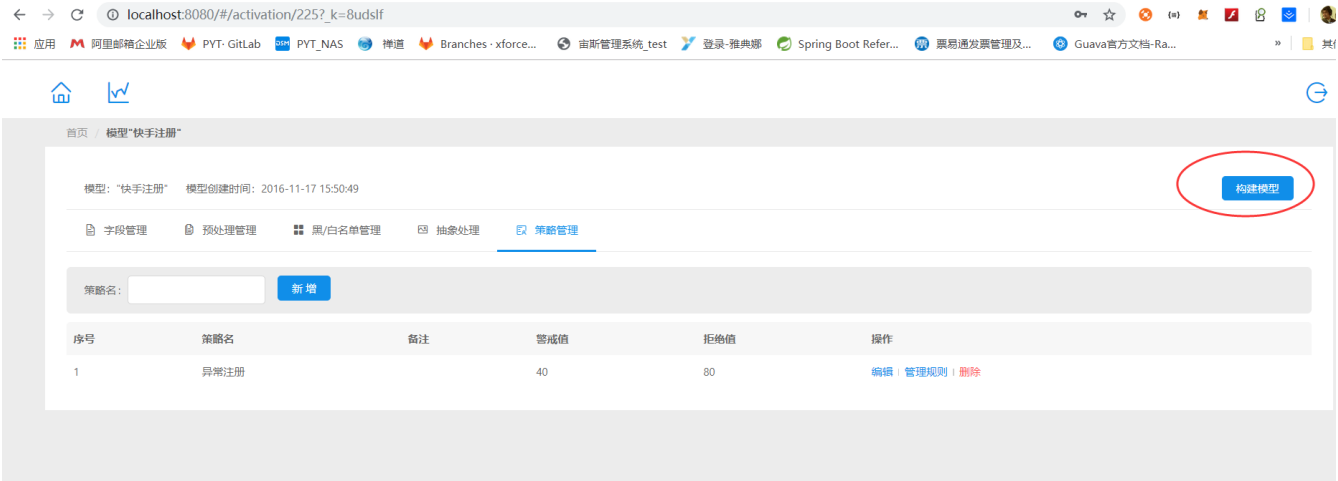 localhost:8080/#/activation/225?_k=8udslf
应用 阿里邮箱企业版 PYT· GitLab PYT_NAS 禅道 Branches · xforce... 宙斯管理系统_test 登录-雅典娜 Spring Boot Refer... 票易通发票管理及... Guava官方文档-Ra... » 其他
首页 / 模型"快手注册"
模型："快手注册" 模型创建时间：2016-11-17 15:50:49 构建模型
字段管理 预处理管理 黑/白名单管理 抽象处理 策略管理
策略名： 新增
序号 策略名 备注 警戒值 拒绝值 操作
1 异常注册 40 80 编辑 | 管理规则 | 删除